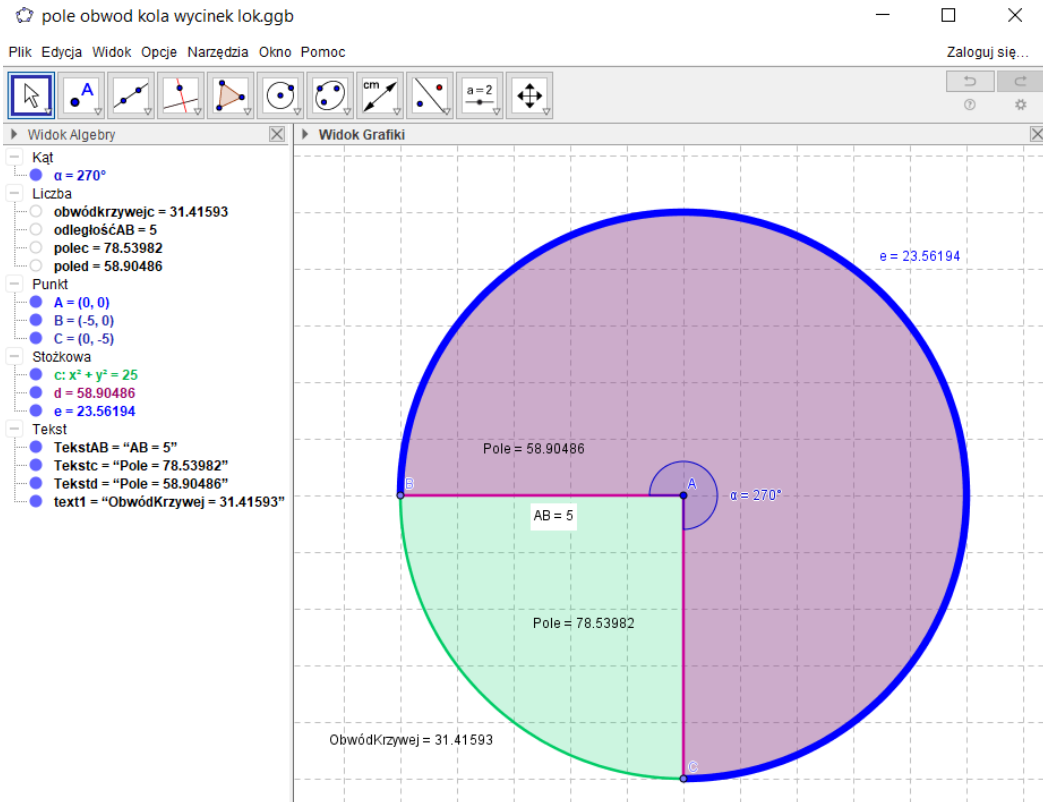 pole obwod kola wycinek lok.ggb
Plik Edycja Widok Opcje Narzędzia Okno Pomoc
Zaloguj się...
A
cm
a = 2
Widok Algebry
Widok Grafiki
Kąt
α = 270°
Liczba
obwódkrzywejc = 31.41593
odległośćAB = 5
polec = 78.53982
poled = 58.90486
Punkt
A = (0, 0)
B = (-5, 0)
C = (0, -5)
Stożkowa
c: x² + y² = 25
d = 58.90486
e = 23.56194
Tekst
TekstAB = “AB = 5”
Tekstc = “Pole = 78.53982”
Tekstd = “Pole = 58.90486”
text1 = “ObwódKrzywej = 31.41593”
e = 23.56194
Pole = 58.90486
B
A
α = 270°
AB = 5
Pole = 78.53982
ObwódKrzywej = 31.41593
C